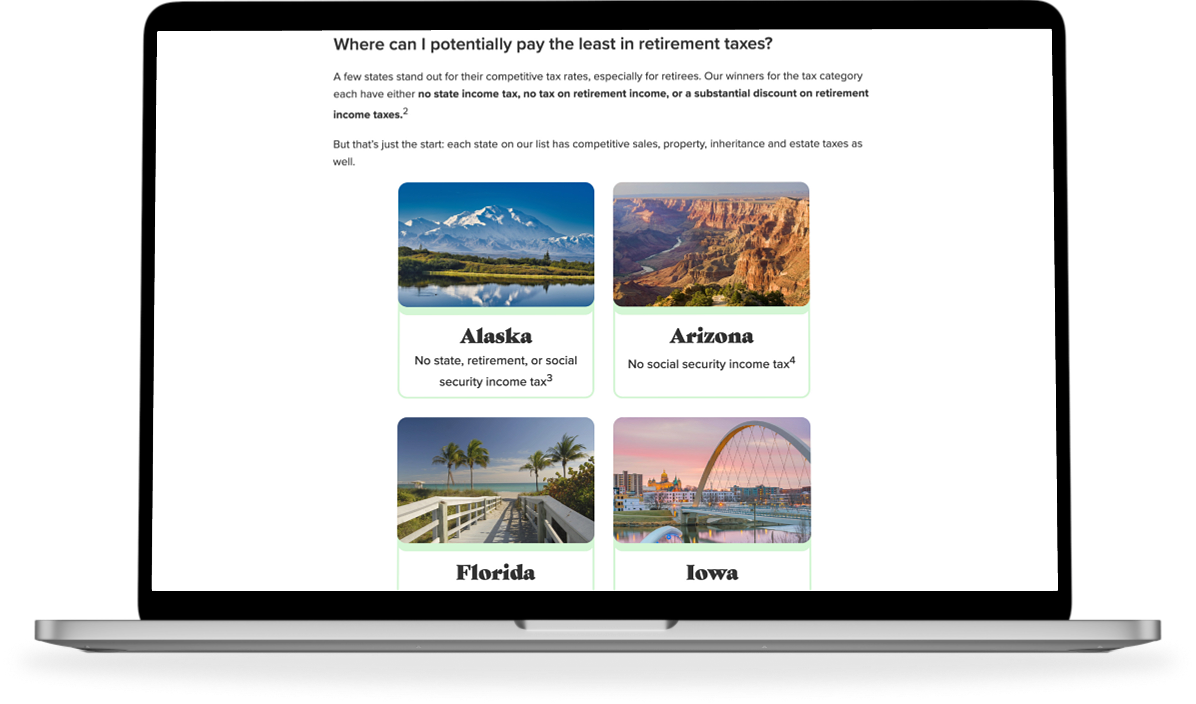 Where can I potentially pay the least in retirement taxes?
A few states stand out for their competitive tax rates, especially for retirees. Our winners for the tax category
each have either no state income tax, no tax on retirement income, or a substantial discount on retirement
income taxes.2
But that's just the start: each state on our list has competitive sales, property, inheritance and estate taxes as
well.
Alaska
No state, retirement, or social
security income tax3
Arizona
No social security income tax4
Florida
Iowa